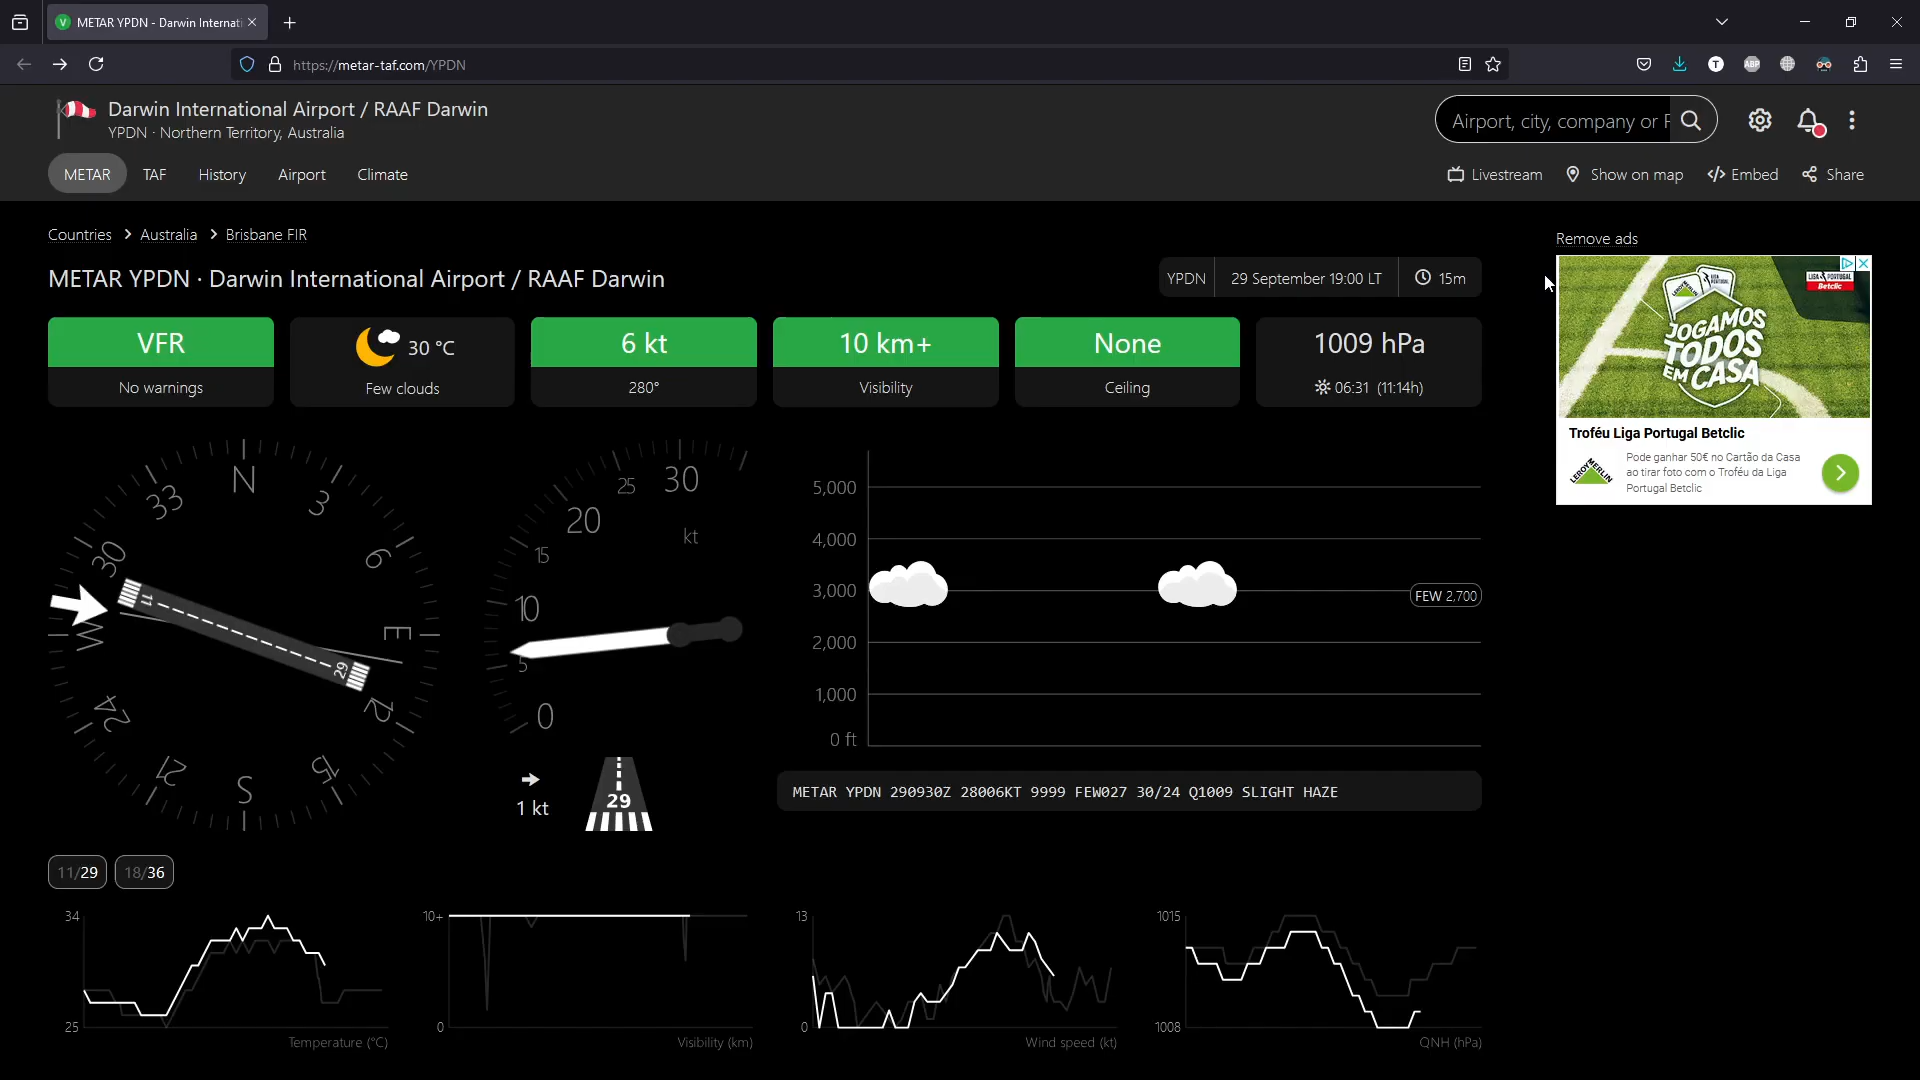 METAR YPDN - Darwin Internati
https://metar-taf.com/YPDN
Darwin International Airport / RAAF Darwin
YPDN · Northern Territory, Australia
Airport, city, company or F
METAR TAF History Airport Climate
Livestream Show on map </> Embed Share
Countries > Australia > Brisbane FIR
Remove ads
METAR YPDN · Darwin International Airport / RAAF Darwin
YPDN 29 September 19:00 LT 15m
VFR
No warnings
30 °C
Few clouds
6 kt
280°
10 km+
Visibility
None
Ceiling
1009 hPa
06:31 (11:14h)
LIGA PORTUGAL
Betclic
JOGAMOS
TODOS
EM CASA
Troféu Liga Portugal Betclic
LEROY MERLIN
Pode ganhar 50€ no Cartão da Casa
ao tirar foto com o Troféu da Liga
Portugal Betclic
N 3 6 E 12 15 S 21 24 W 30 33
11 29
0 5 10 15 20 25 30
kt
1 kt
29
5,000
4,000
3,000
2,000
1,000
0 ft
FEW 2,700
METAR YPDN 290930Z 28006KT 9999 FEW027 30/24 Q1009 SLIGHT HAZE
11/29 18/36
34
25
Temperature (°C)
10+
0
Visibility (km)
13
0
Wind speed (kt)
1015
1008
QNH (hPa)
T
ABP
V